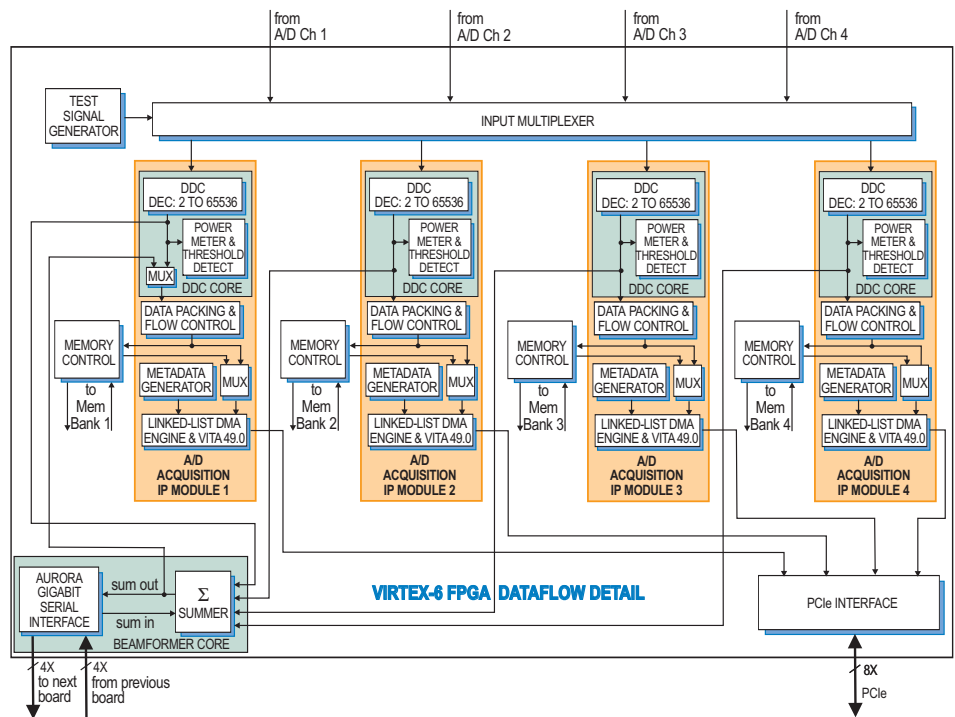 from
A/D Ch 1
from
A/D Ch 2
from
A/D Ch 3
from
A/D Ch 4
TEST
SIGNAL
GENERATOR
INPUT MULTIPLEXER
DDC
DEC: 2 TO 65536
POWER
METER &
THRESHOLD
DETECT
MUX
DDC CORE
DATA PACKING &
FLOW CONTROL
MEMORY
CONTROL
METADATA
GENERATOR
MUX
to
Mem
Bank 1
LINKED-LIST DMA
ENGINE & VITA 49.0
A/D
ACQUISITION
IP MODULE 1
DDC
DEC: 2 TO 65536
POWER
METER &
THRESHOLD
DETECT
DDC CORE
DATA PACKING &
FLOW CONTROL
MEMORY
CONTROL
METADATA
GENERATOR
MUX
to
Mem
Bank 2
LINKED-LIST DMA
ENGINE & VITA 49.0
A/D
ACQUISITION
IP MODULE 2
DDC
DEC: 2 TO 65536
POWER
METER &
THRESHOLD
DETECT
DDC CORE
DATA PACKING &
FLOW CONTROL
MEMORY
CONTROL
METADATA
GENERATOR
MUX
to
Mem
Bank 3
LINKED-LIST DMA
ENGINE & VITA 49.0
A/D
ACQUISITION
IP MODULE 3
DDC
DEC: 2 TO 65536
POWER
METER &
THRESHOLD
DETECT
DDC CORE
DATA PACKING &
FLOW CONTROL
MEMORY
CONTROL
METADATA
GENERATOR
MUX
to
Mem
Bank 4
LINKED-LIST DMA
ENGINE & VITA 49.0
A/D
ACQUISITION
IP MODULE 4
AURORA
GIGABIT
SERIAL
INTERFACE
sum out
sum in
Σ
SUMMER
BEAMFORMER CORE
VIRTEX-6 FPGA DATAFLOW DETAIL
PCIe INTERFACE
4X
to next
board
4X
from previous
board
8X
PCIe